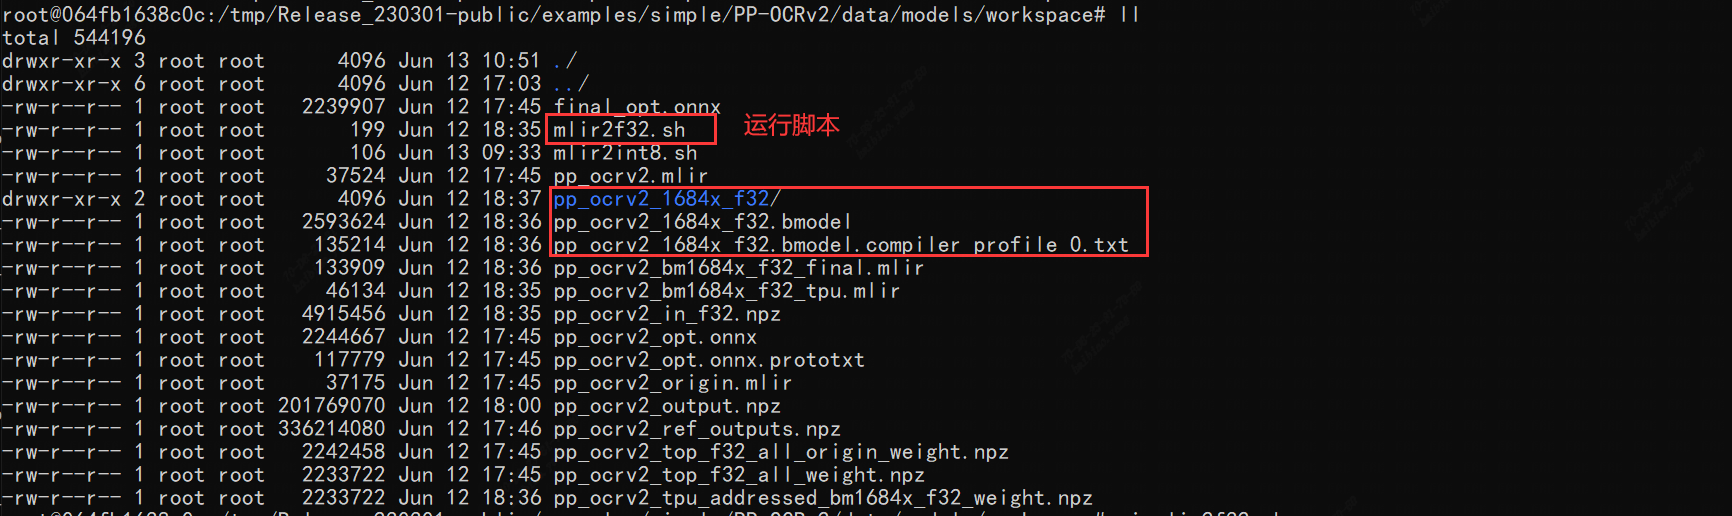 root@064fb1638c0c:/tmp/Release_230301-public/examples/simple/PP-OCRv2/data/models/workspace# ll
total 544196
drwxr-xr-x 3 root root      4096 Jun 13 10:51 ./
drwxr-xr-x 6 root root      4096 Jun 12 17:03 ../
-rw-r--r-- 1 root root   2239907 Jun 12 17:45 final_opt.onnx
-rw-r--r-- 1 root root       199 Jun 12 18:35 mlir2f32.sh 运行脚本
-rw-r--r-- 1 root root       106 Jun 13 09:33 mlir2int8.sh
-rw-r--r-- 1 root root     37524 Jun 12 17:45 pp_ocrv2.mlir
drwxr-xr-x 2 root root      4096 Jun 12 18:37 pp_ocrv2_1684x_f32/
-rw-r--r-- 1 root root   2593624 Jun 12 18:36 pp_ocrv2_1684x_f32.bmodel
-rw-r--r-- 1 root root    135214 Jun 12 18:36 pp_ocrv2_1684x_f32.bmodel.compiler_profile_0.txt
-rw-r--r-- 1 root root    133909 Jun 12 18:36 pp_ocrv2_bm1684x_f32_final.mlir
-rw-r--r-- 1 root root     46134 Jun 12 18:35 pp_ocrv2_bm1684x_f32_tpu.mlir
-rw-r--r-- 1 root root   4915456 Jun 12 18:35 pp_ocrv2_in_f32.npz
-rw-r--r-- 1 root root   2244667 Jun 12 17:45 pp_ocrv2_opt.onnx
-rw-r--r-- 1 root root    117779 Jun 12 17:45 pp_ocrv2_opt.onnx.prototxt
-rw-r--r-- 1 root root     37175 Jun 12 17:45 pp_ocrv2_origin.mlir
-rw-r--r-- 1 root root 201769070 Jun 12 18:00 pp_ocrv2_output.npz
-rw-r--r-- 1 root root 336214080 Jun 12 17:46 pp_ocrv2_ref_outputs.npz
-rw-r--r-- 1 root root   2242458 Jun 12 17:45 pp_ocrv2_top_f32_all_origin_weight.npz
-rw-r--r-- 1 root root   2233722 Jun 12 17:45 pp_ocrv2_top_f32_all_weight.npz
-rw-r--r-- 1 root root   2233722 Jun 12 18:36 pp_ocrv2_tpu_addressed_bm1684x_f32_weight.npz